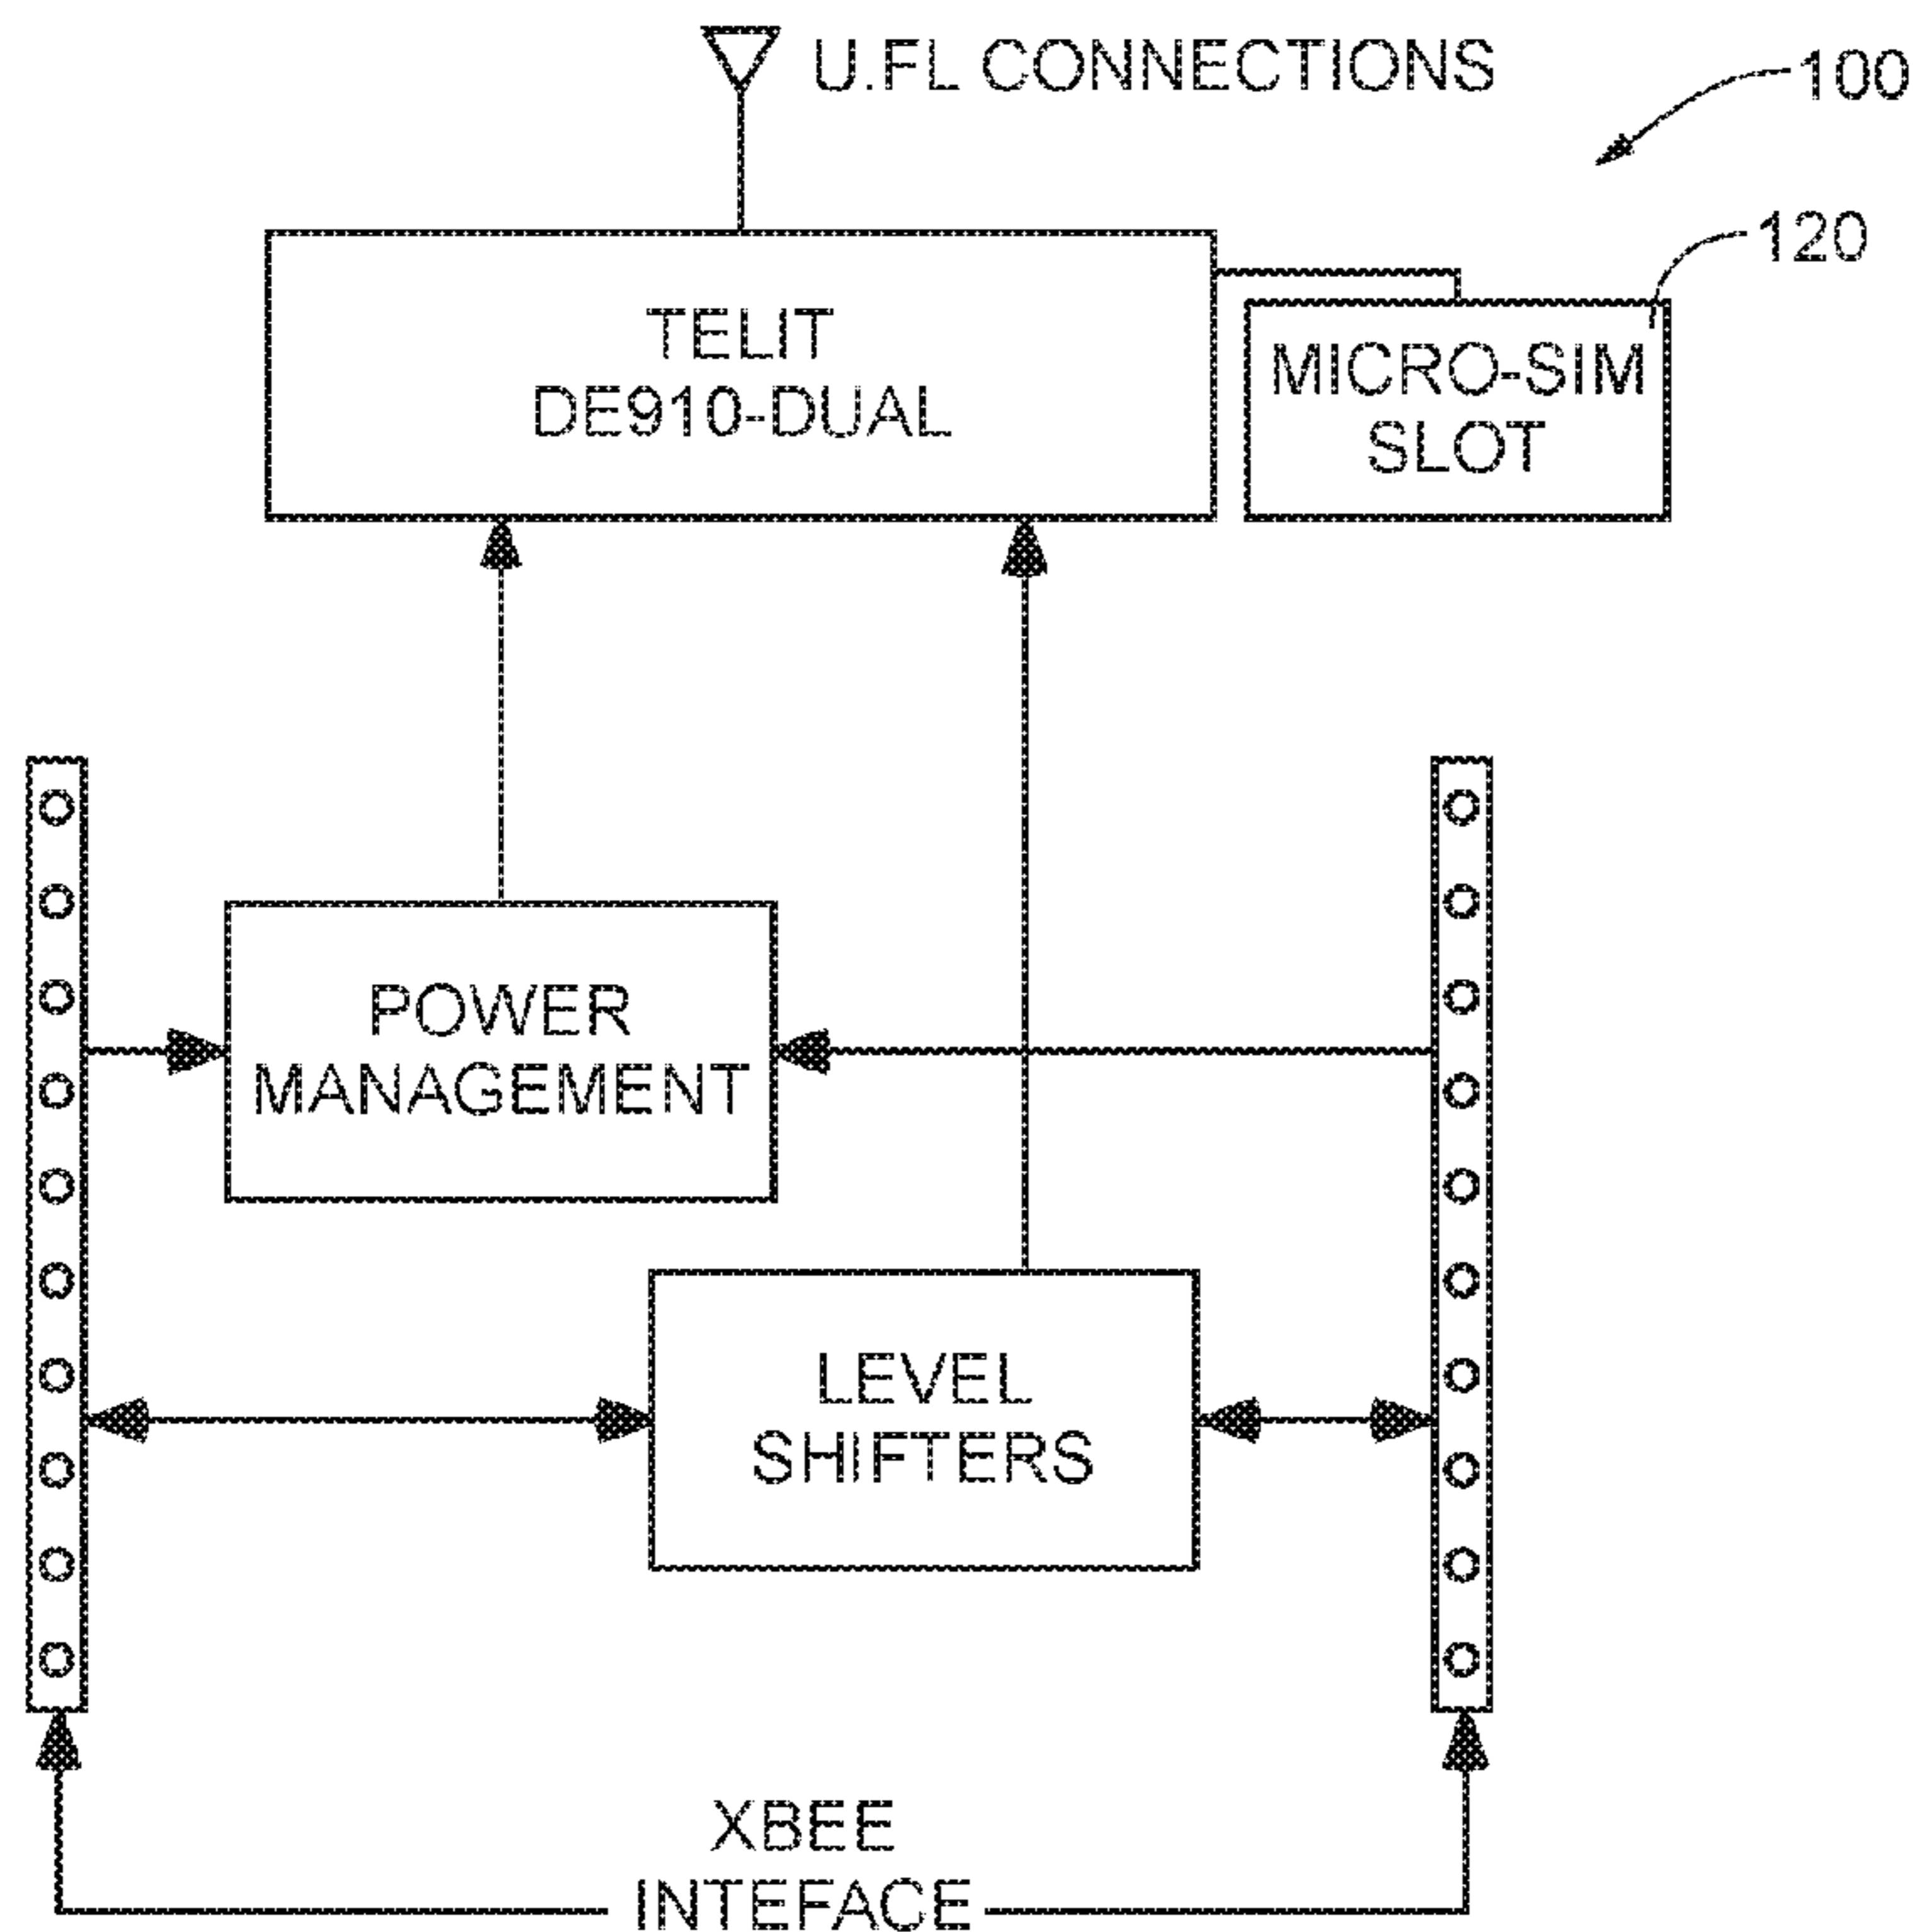 U.FL CONNECTIONS
100
120
TELIT
DE910-DUAL
MICRO-SIM
SLOT
POWER
MANAGEMENT
LEVEL
SHIFTERS
XBEE
INTEFACE